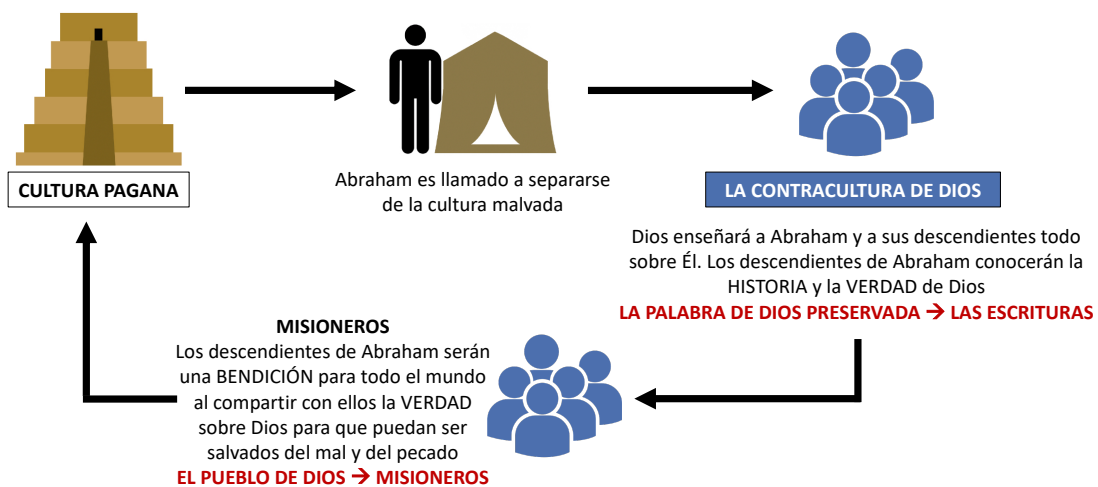 CULTURA PAGANA
Abraham es llamado a separarse
de la cultura malvada
LA CONTRACULTURA DE DIOS
Dios enseñará a Abraham y a sus descendientes todo
sobre Él. Los descendientes de Abraham conocerán la
HISTORIA y la VERDAD de Dios
LA PALABRA DE DIOS PRESERVADA → LAS ESCRITURAS
MISIONEROS
Los descendientes de Abraham serán
una BENDICIÓN para todo el mundo
al compartir con ellos la VERDAD
sobre Dios para que puedan ser
salvados del mal y del pecado
EL PUEBLO DE DIOS → MISIONEROS